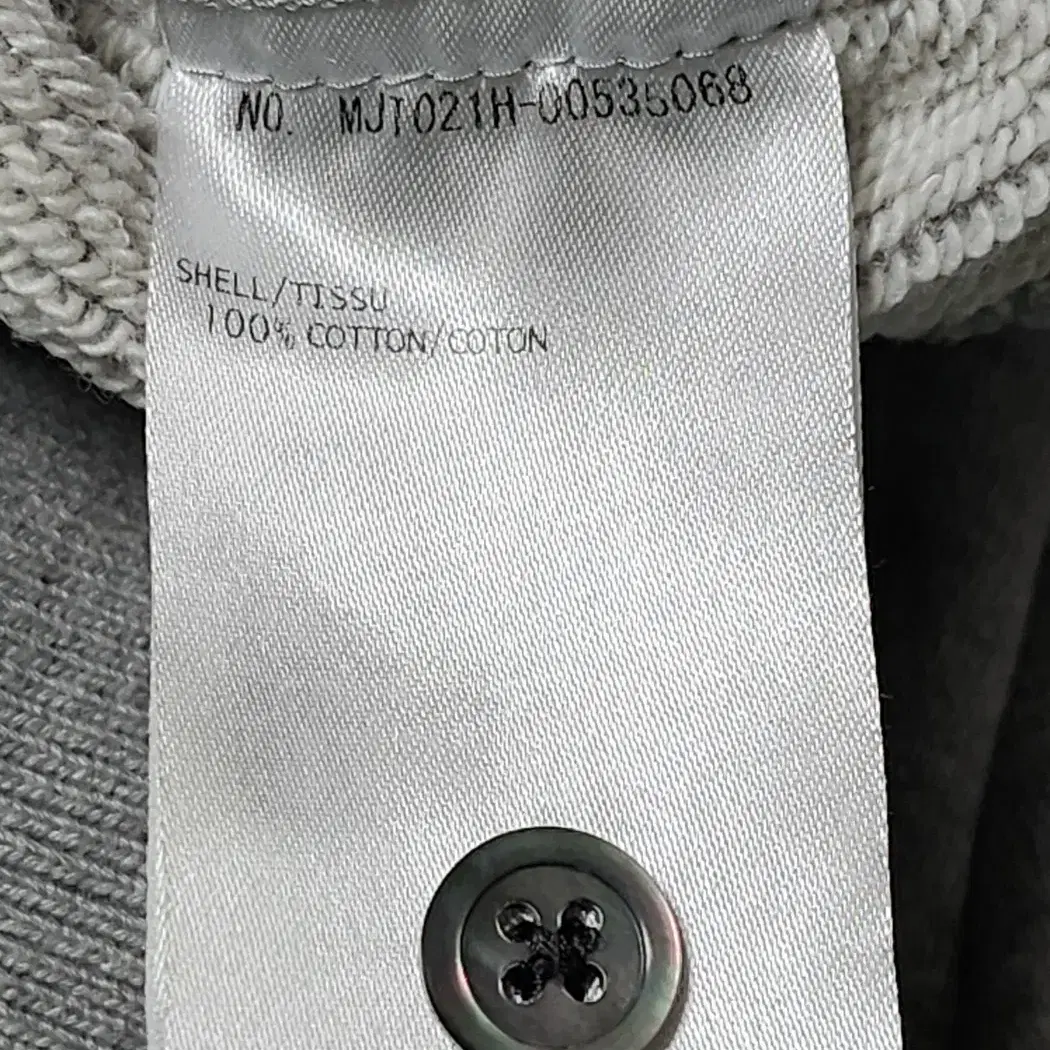 NO. MJT021H-00535068
SHELL/TISSU
100% COTTON/COTON